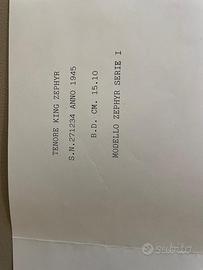 TENORE KING ZEPHYR
S.N.271234 ANNO 1945
B.D. CM. 15.10
MODELLO ZEPHYR SERIE I
subito